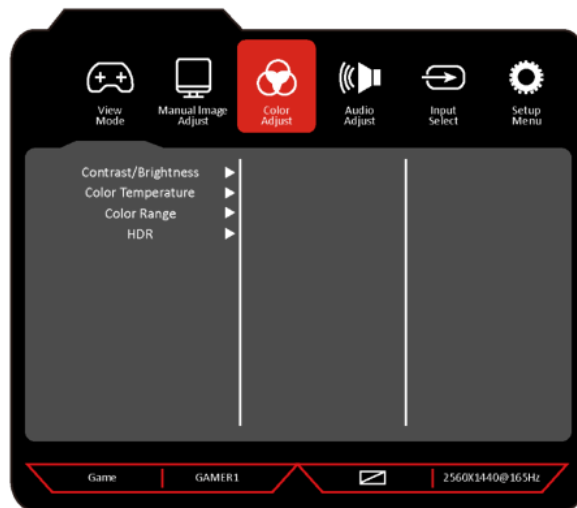 View
Mode
Manual Image
Adjust
Color
Adjust
Audio
Adjust
Input
Select
Setup
Menu
Contrast/Brightness
Color Temperature
Color Range
HDR
Game
GAMER1
2560X1440@165Hz